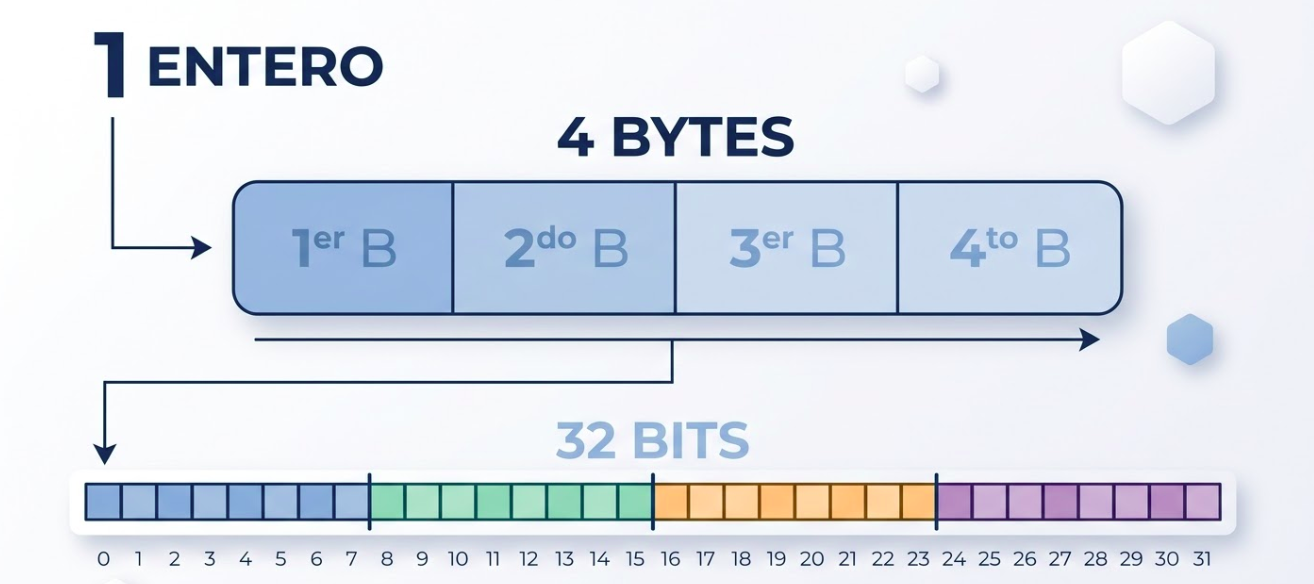 1 ENTERO
4 BYTES
1er B 2do B 3er B 4to B
32 BITS
0 1 2 3 4 5 6 7 8 9 10 11 12 13 14 15 16 17 18 19 20 21 22 23 24 25 26 27 28 29 30 31